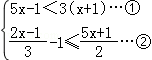 {5x-1<3(x+1)…①
2x-1/3-1≤5x+1/2…②